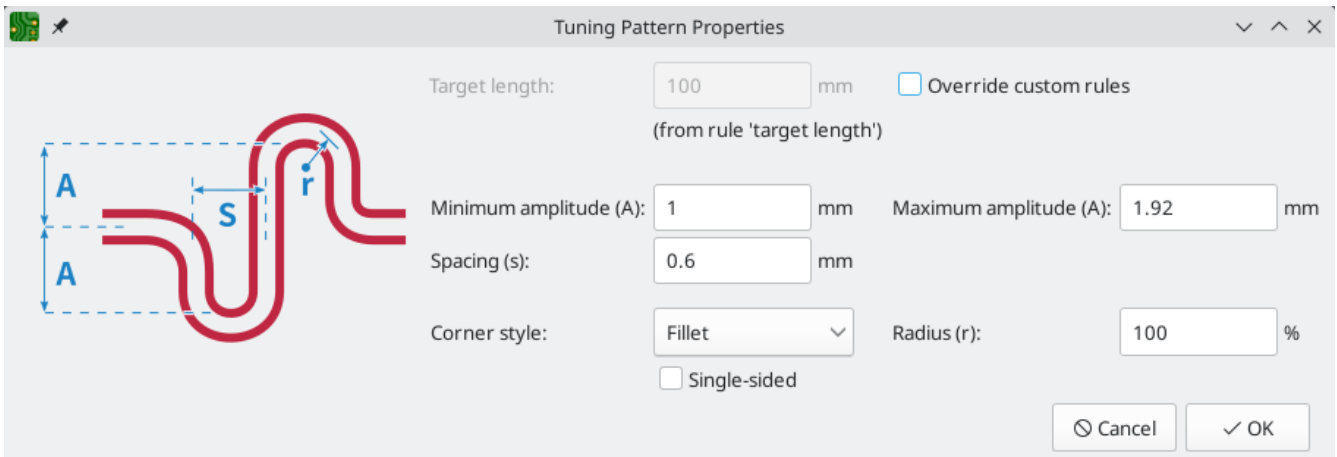 Tuning Pattern Properties
Target length: 100 mm Override custom rules
(from rule 'target length')
A
r
S
A
Minimum amplitude (A): 1 mm Maximum amplitude (A): 1.92 mm
Spacing (s): 0.6 mm
Corner style: Fillet Radius (r): 100 %
Single-sided
Cancel OK